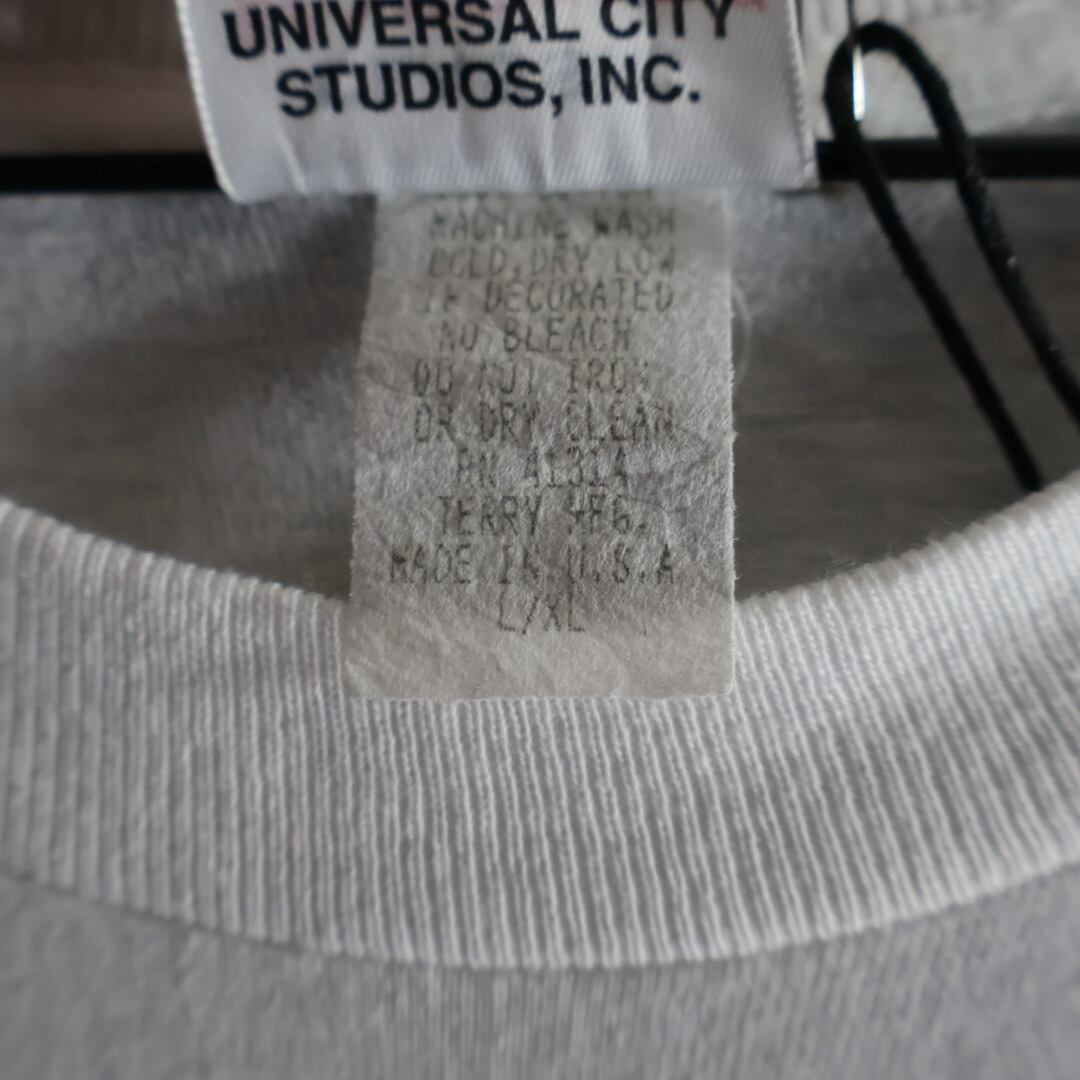 UNIVERSAL CITY
STUDIOS, INC.
MACHINE WASH
COLD, DRY LOW
IF DECORATED
NO BLEACH
DO NOT IRON
OR DRY CLEAN
RN A131A
TERRY MFG.
MADE IN U.S.A
L/XL